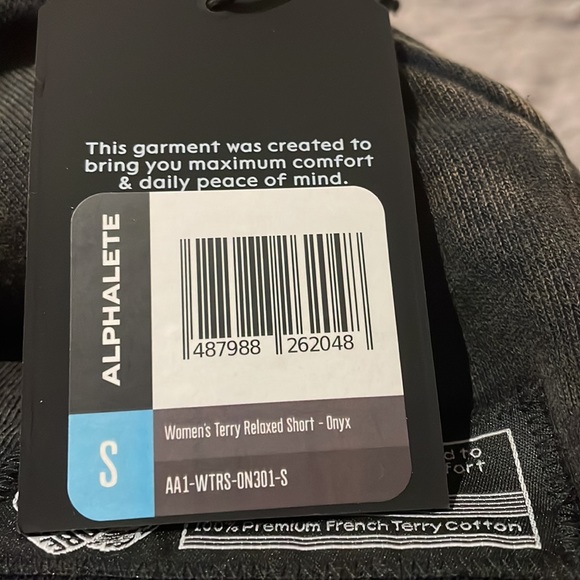 This garment was created to
bring you maximum comfort
& daily peace of mind.
ALPHALETE
487988 262048
S
Women's Terry Relaxed Short - Onyx
AA1-WTRS-ON301-S
to
100% Premium French Terry Cotton